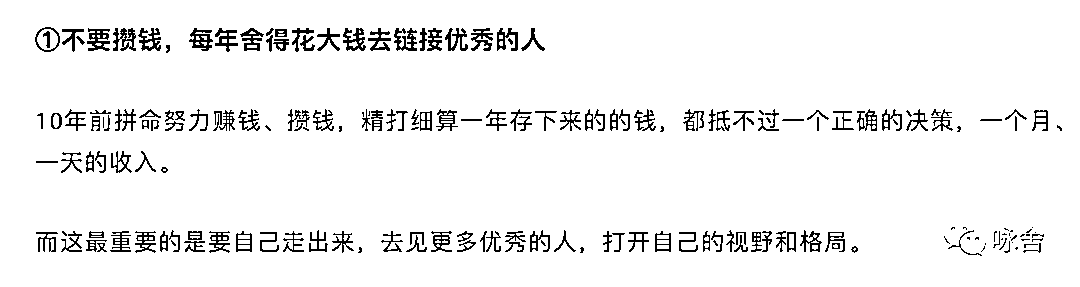 ①不要攒钱，每年舍得花大钱去链接优秀的人
10年前拼命努力赚钱、攒钱，精打细算一年存下来的的钱，都抵不过一个正确的决策，一个月、
一天的收入。
而这最重要的是要自己走出来，去见更多优秀的人，打开自己的视野和格局。
咏舍